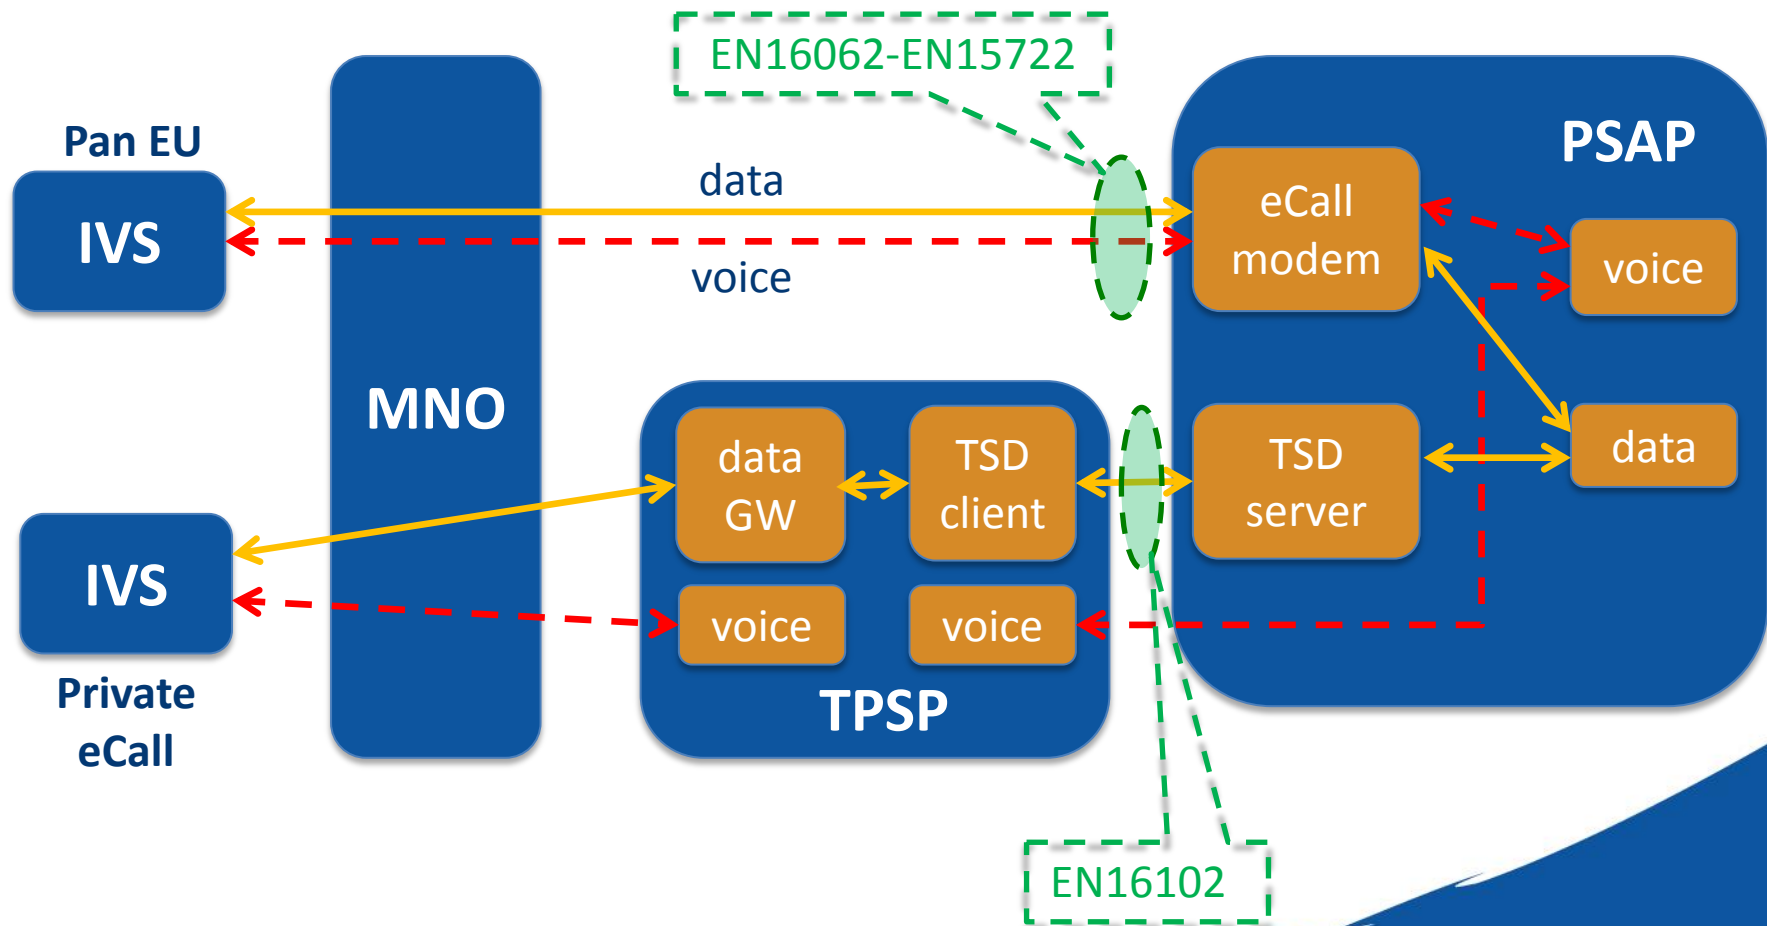 EN16062-EN15722
Pan EU
IVS
MNO
data
voice
PSAP
eCall
modem
voice
data
GW
TSD
client
TSD
server
data
IVS
voice
voice
TPSP
Private
eCall
EN16102